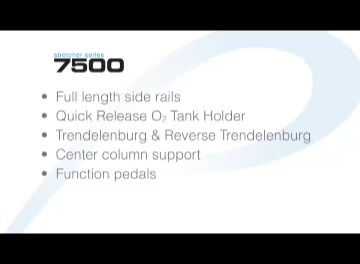 stretcher series
7500
• Full length side rails
• Quick Release O₂ Tank Holder
• Trendelenburg & Reverse Trendelenburg
• Center column support
• Function pedals